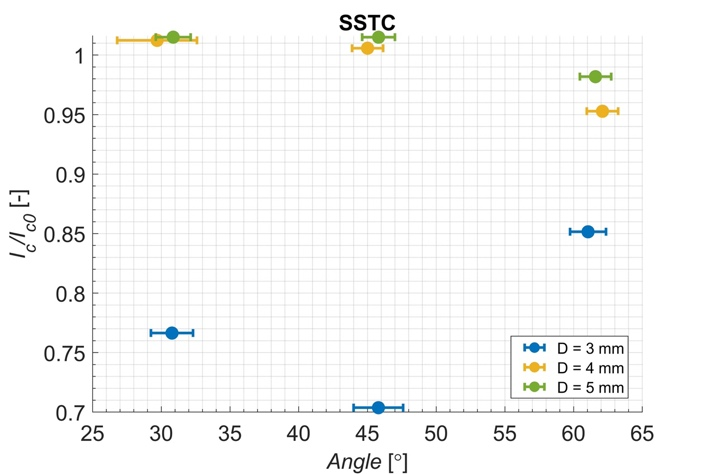 SSTC
1
0.95
0.9
0.85
0.8
0.75
0.7
I_c/I_c0 [-]
25 30 35 40 45 50 55 60 65
Angle [°]
D = 3 mm
D = 4 mm
D = 5 mm